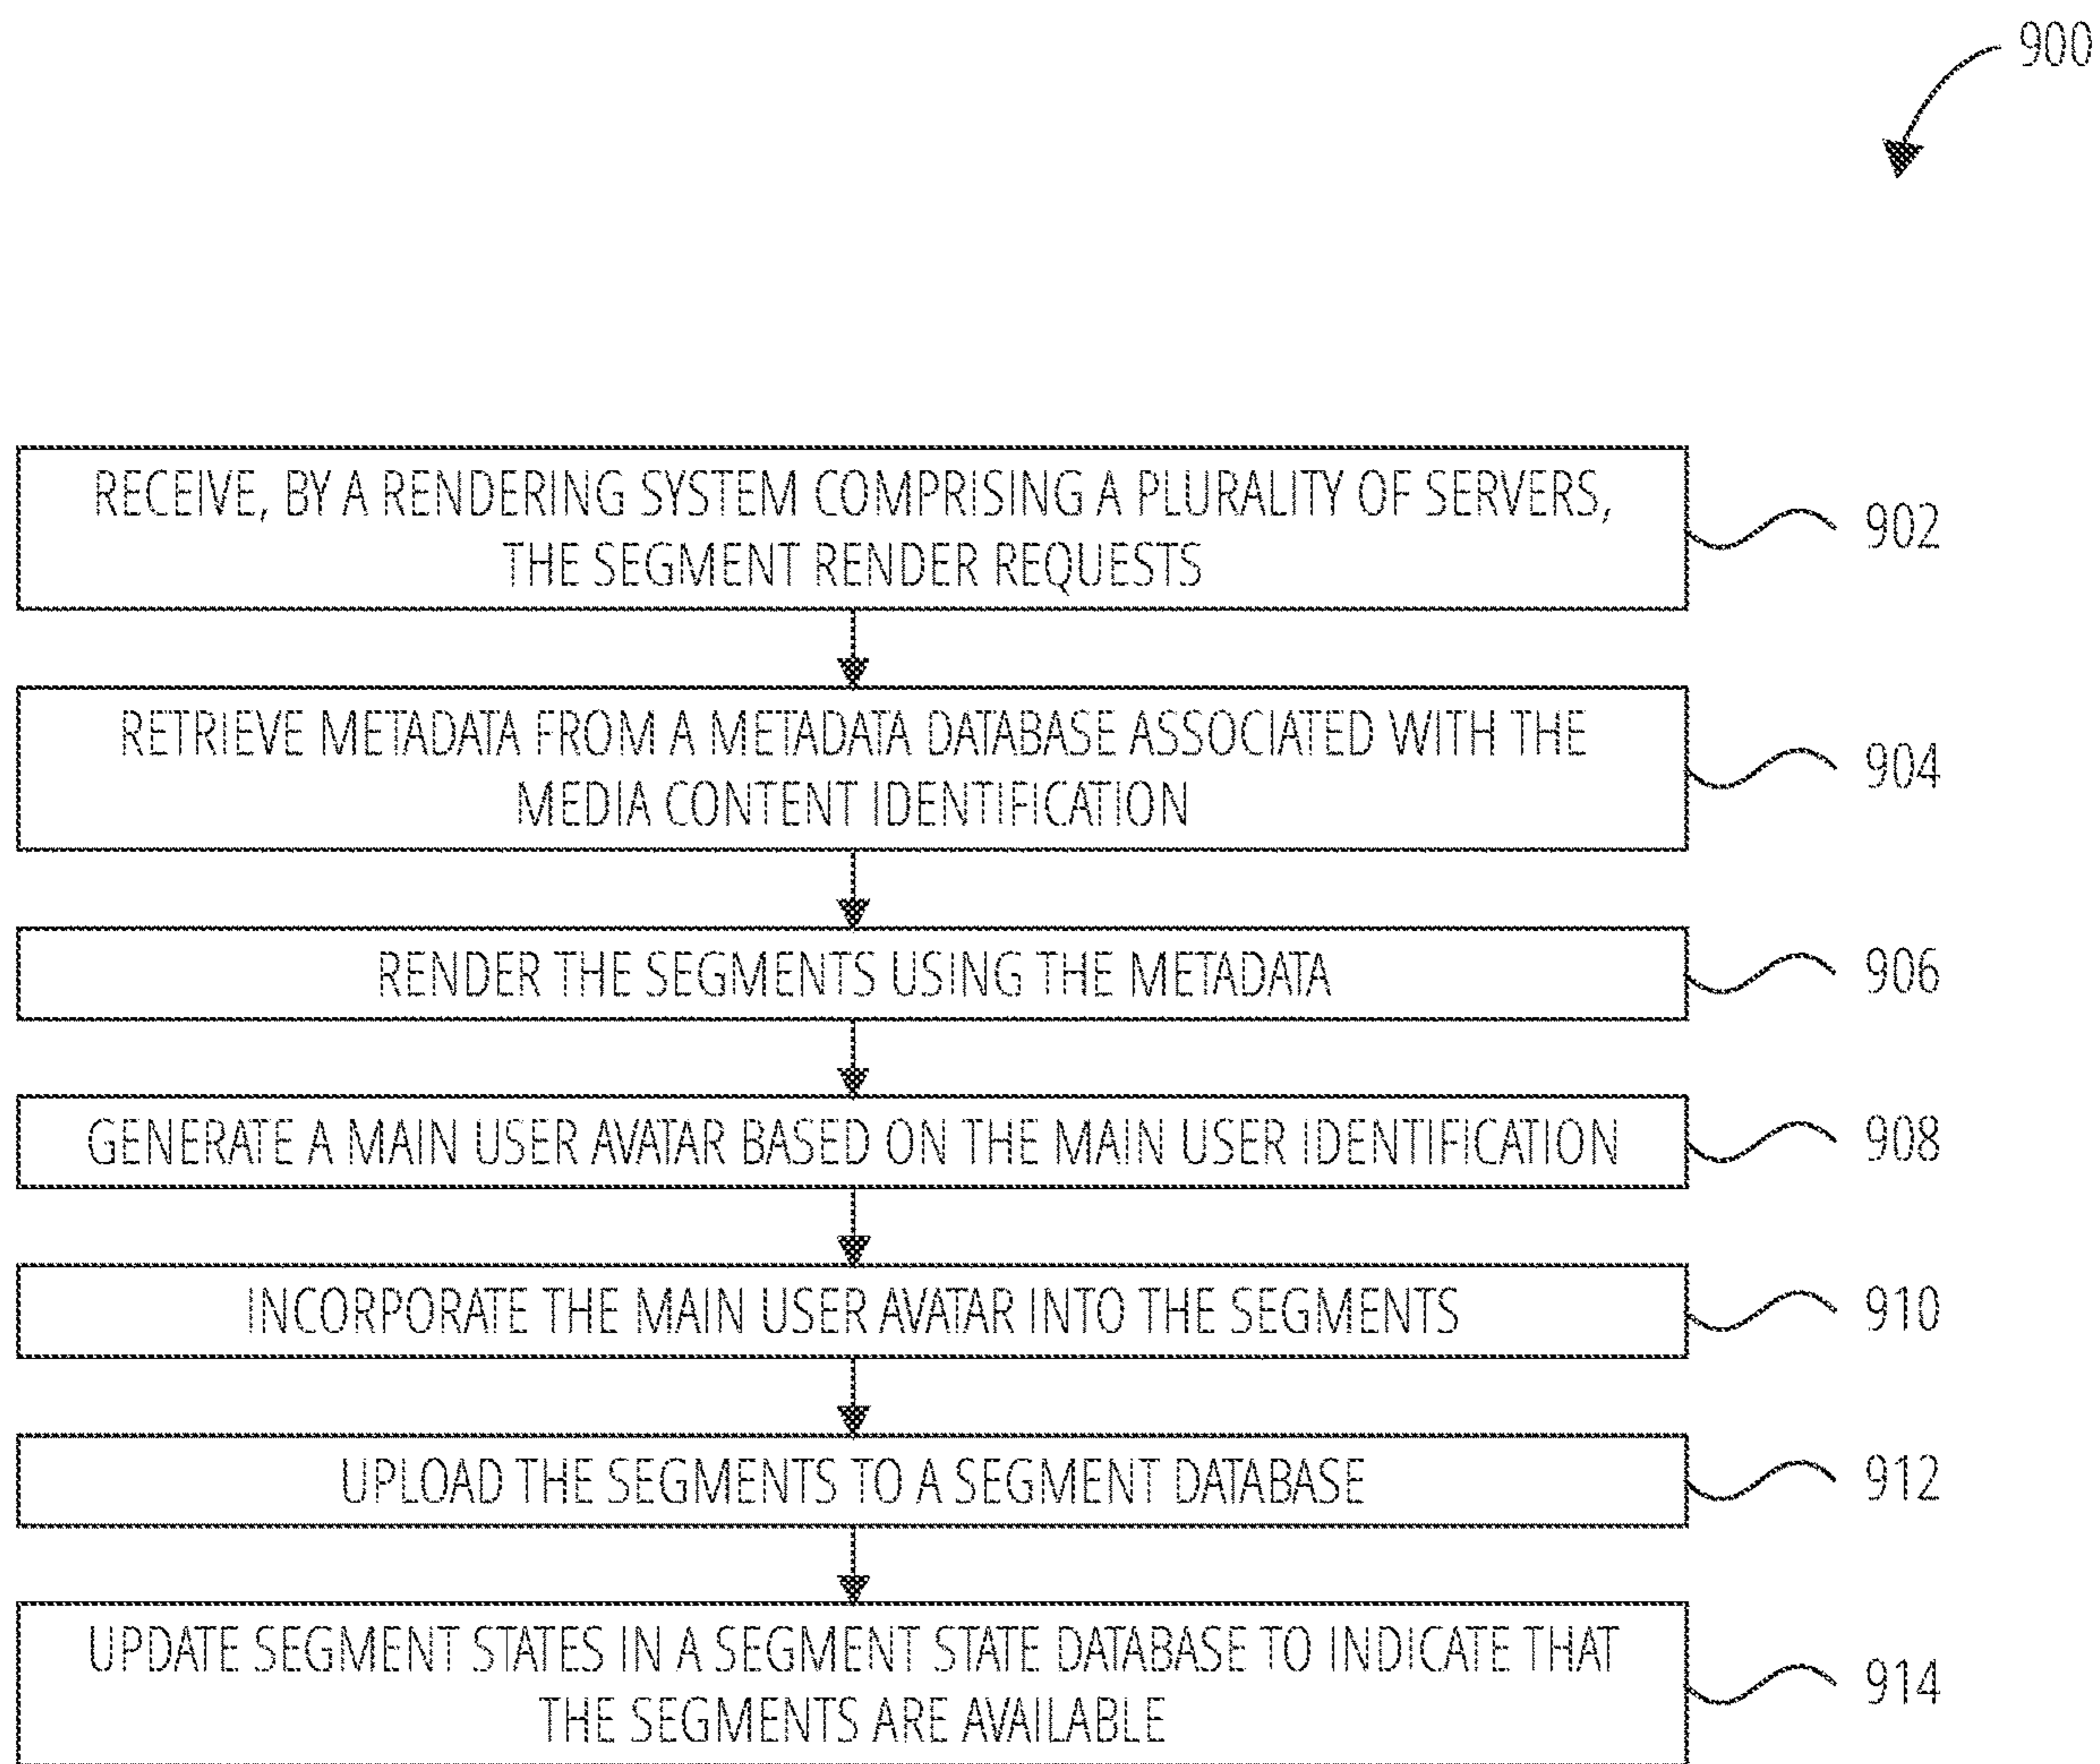 900
RECEIVE, BY A RENDERING SYSTEM COMPRISING A PLURALITY OF SERVERS,
THE SEGMENT RENDER REQUESTS
902
RETRIEVE METADATA FROM A METADATA DATABASE ASSOCIATED WITH THE
MEDIA CONTENT IDENTIFICATION
904
RENDER THE SEGMENTS USING THE METADATA
906
GENERATE A MAIN USER AVATAR BASED ON THE MAIN USER IDENTIFICATION
908
INCORPORATE THE MAIN USER AVATAR INTO THE SEGMENTS
910
UPLOAD THE SEGMENTS TO A SEGMENT DATABASE
912
UPDATE SEGMENT STATES IN A SEGMENT STATE DATABASE TO INDICATE THAT
THE SEGMENTS ARE AVAILABLE
914